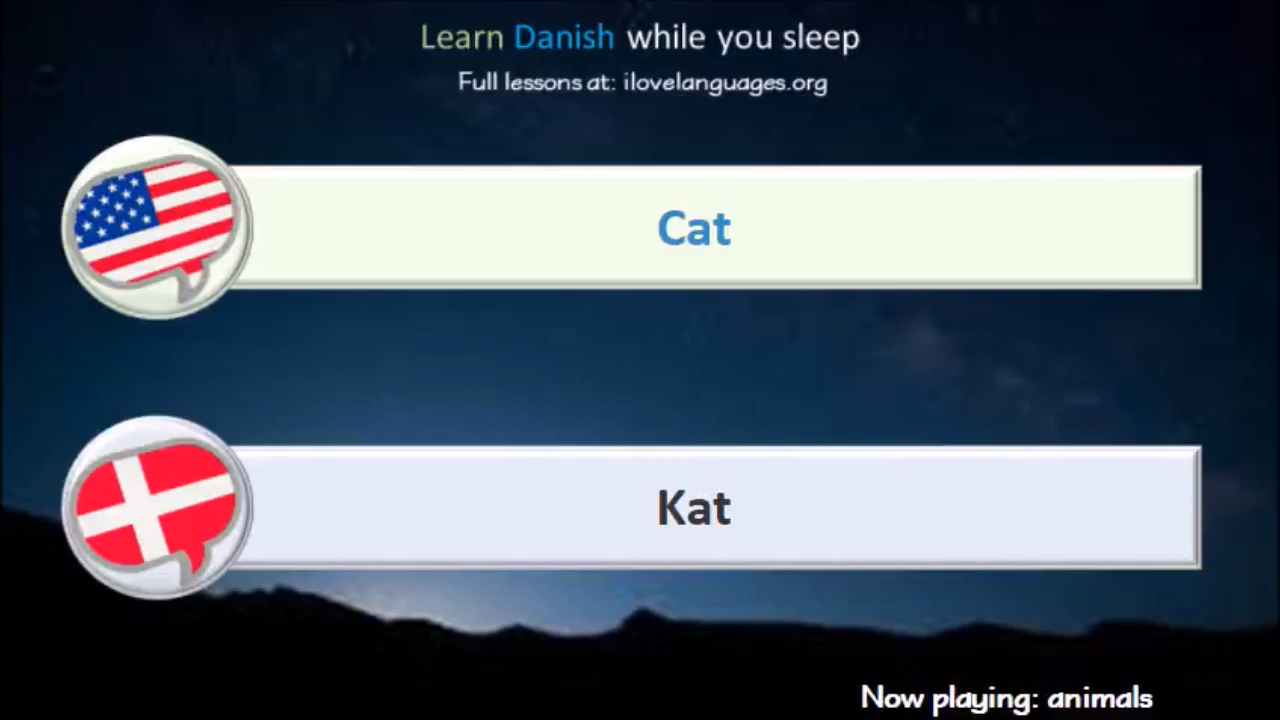 Learn Danish while you sleep
Full lessons at: ilovelanguages.org
Cat
Kat
Now playing: animals